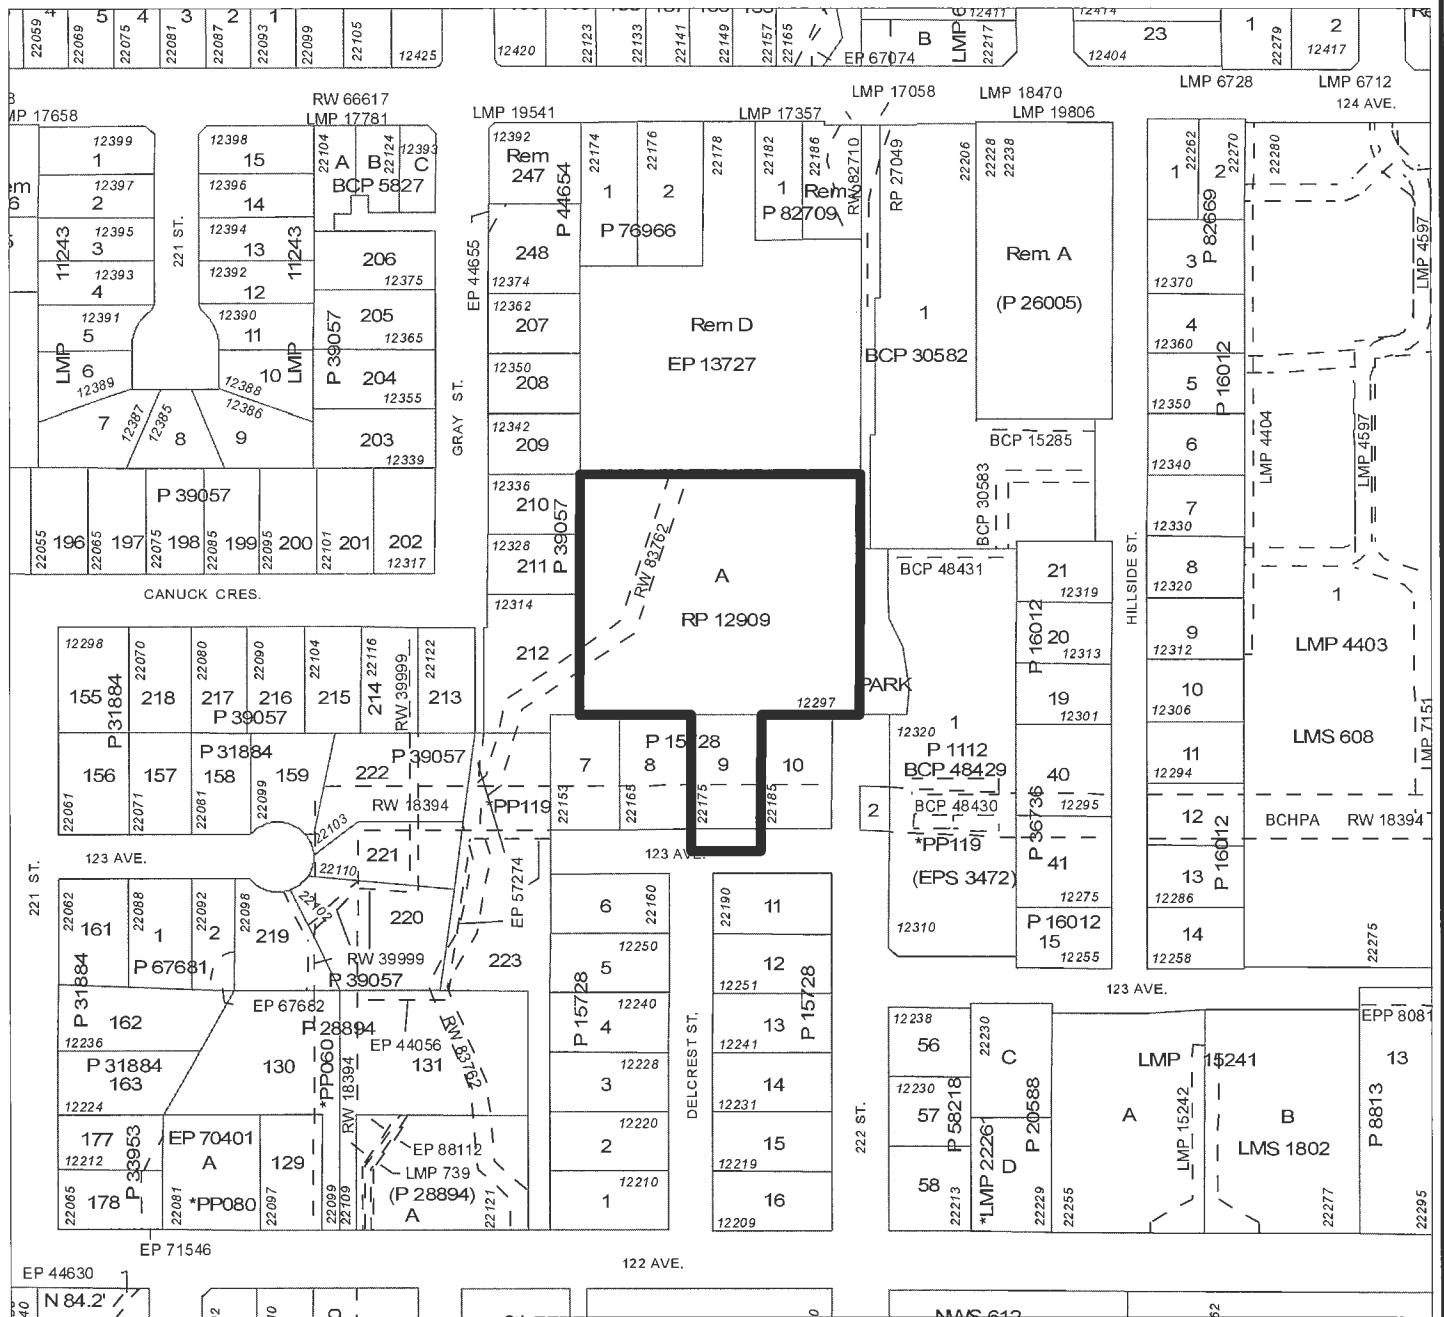 4
5
4
3
2
1
22059
22069
22075
22081
22087
22093
22099
22105
12425
12420
22123
22133
22141
22149
22157
22165
B
LMP 6
12411
22217
EP 67074
12474
23
12404
1
22279
2
12417
LMP 6728
LMP 6712
124 AVE.
MP 17658
RW 66617
LMP 17781
LMP 19541
LMP 17357
LMP 17058
LMP 18470
LMP 19806
12399
1
12397
2
12395
3
12393
4
12391
5
6
12389
7
12387
12385
8
9
11243
LMP
221 ST.
12398
15
12396
14
12394
13
12392
12
12390
11
10
12388
12386
11243
LMP
22104
A
B
22124
12393
C
BCP 5827
206
12375
205
12365
204
12355
203
12339
P 39057
GRAY ST.
EP 44655
12392
Rem
247
P 44654
248
12374
12362
207
12350
208
12342
209
12336
210
12328
211
P 39057
12314
212
22174
1
22176
2
P 76966
22178
22182
1
22186
Rem 2
P 82709
RW 82710
RP 27049
Rem D
EP 13727
22206
1
BCP 30582
22228
22238
Rem. A
(P 26005)
BCP 15285
BCP 30583
BCP 48431
22262
1
2
22270
22280
P 82669
3
12370
4
12360
P 16012
5
12350
6
12340
7
12330
8
12320
9
12312
10
12306
11
12294
12
13
12286
14
12258
P 16012
LMP 4404
LMP 4597
LMP 4597
1
LMP 4403
LMS 608
LMP 7151
BCHPA RW 18394
22275
HILLSIDE ST.
21
12319
P 16012
20
12313
19
12301
40
12295
P 36736
41
12275
P 16012
15
12255
P 39057
22055
196
22065
197
22075
198
22085
199
22095
200
22101
201
202
12317
CANUCK CRES.
A
RP 12909
RW 83762
12297
PARK
12298
155
P 31884
22070
218
22080
217
22090
216
P 39057
22104
215
22116
214
RW 39999
22122
213
156
22061
157
22071
P 31884
158
22081
159
22099
222
P 39057
RW 18394
22103
221
22110
*PP119
EP 57274
P 15728
7
22153
8
22165
9
22175
10
22185
123 AVE.
123 AVE.
221 ST.
12320
1
P 1112
BCP 48429
2
BCP 48430
*PP119
(EPS 3472)
12310
22062
161
22088
1
22092
2
22098
219
22102
220
P 67681
P 31884
RW 39999
P 39057
223
6
22160
12250
5
12240
4
12228
3
12220
2
12210
1
P 15728
DELCREST ST.
22190
11
12
12251
13
12241
14
12231
15
12219
16
12209
P 15728
222 ST.
123 AVE.
162
12236
P 31884
163
12224
EP 67682
P 28894
130
*PP060
EP 44056
131
RW 83762
RW 18394
177
12212
178
22065
P 33953
EP 70401
A
*PP080
22081
129
22097
22099
22109
EP 88112
LMP 739
(P 28894)
A
22121
12238
56
12230
57
58
P 58218
22230
C
P 20588
D
22213
*LMP 22261
22229
22255
LMP 15241
A
LMP 15242
B
LMS 1802
22277
EPP 8081
13
P 8813
22295
EP 71546
122 AVE.
EP 44630
N 84.2'
NWS 612